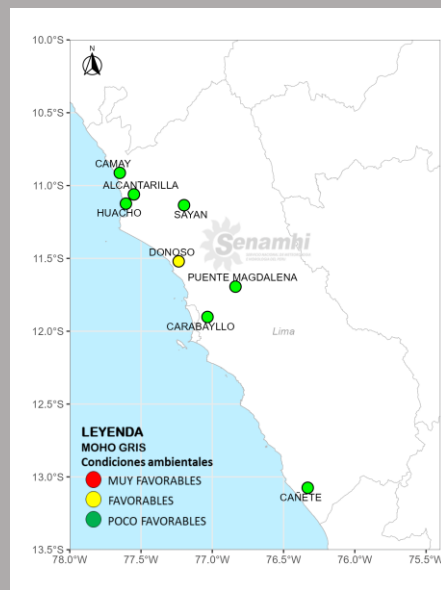 10.0°S
N
10.5°S
CAMAY
11.0°S
ALCANTARILLA
HUACHO
SAYAN
11.5°S
DONOSO
Senamhi
PUENTE MAGDALENA
12.0°S
CARABAYLLO
Lima
12.5°S
LEYENDA
MOHO GRIS
Condiciones ambientales
MUY FAVORABLES
FAVORABLES
POCO FAVORABLES
13.0°S
CAÑETE
13.5°S
78.0°W 77.5°W 77.0°W 76.5°W 76.0°W 75.5°W